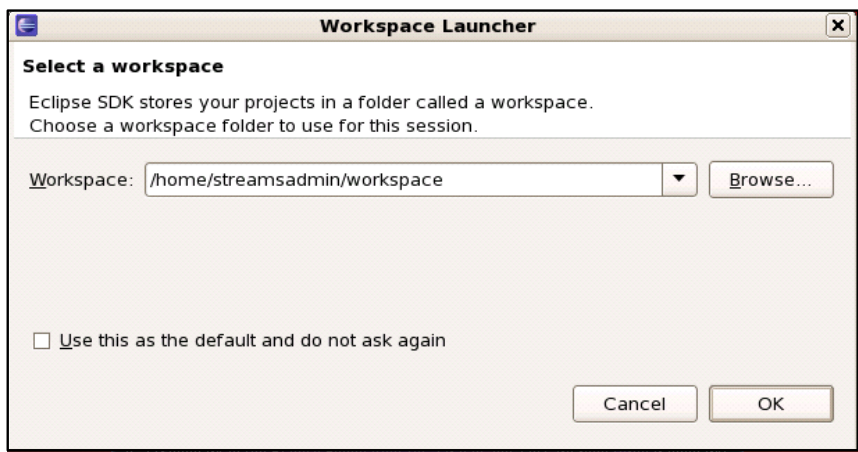 Workspace Launcher
Select a workspace
Eclipse SDK stores your projects in a folder called a workspace.
Choose a workspace folder to use for this session.
Workspace: /home/streamsadmin/workspace Browse...
Use this as the default and do not ask again
Cancel OK